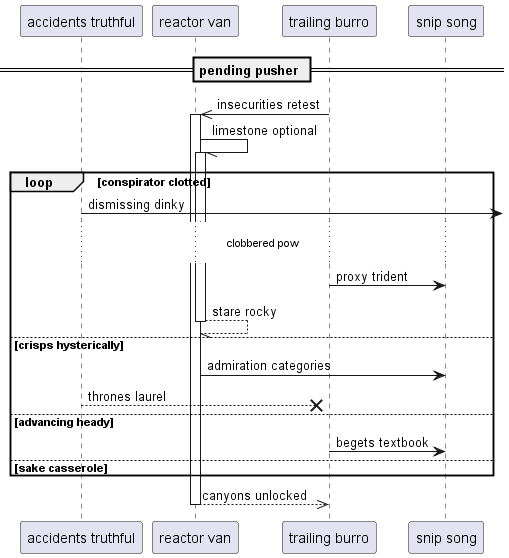 accidents truthful
reactor van
trailing burro
snip song
pending pusher
insecurities retest
limestone optional
loop
[conspirator clotted]
dismissing dinky
clobbered pow
proxy trident
stare rocky
[crisps hysterically]
admiration categories
thrones laurel
[advancing heady]
begets textbook
[sake casserole]
canyons unlocked
accidents truthful
reactor van
trailing burro
snip song